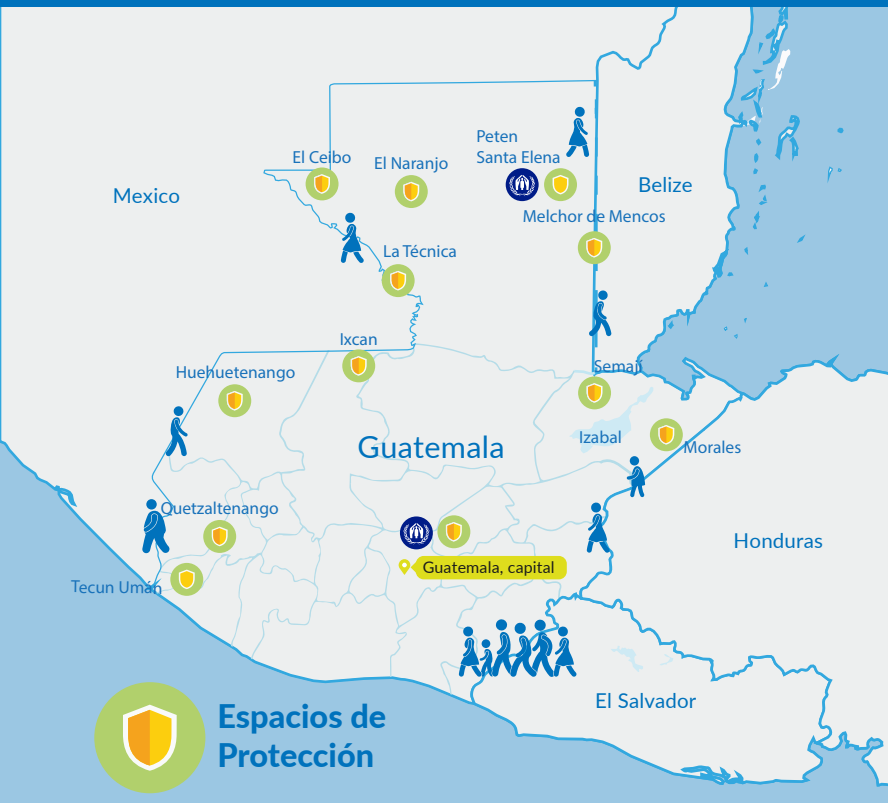 Peten
Santa Elena
El Ceibo
El Naranjo
Mexico
Belize
Melchor de Mencos
La Técnica
Ixcan
Huehuetenango
Semají
Guatemala
Izabal
Morales
Quetzaltenango
Honduras
Guatemala, capital
Tecun Umán
El Salvador
Espacios de
Protección